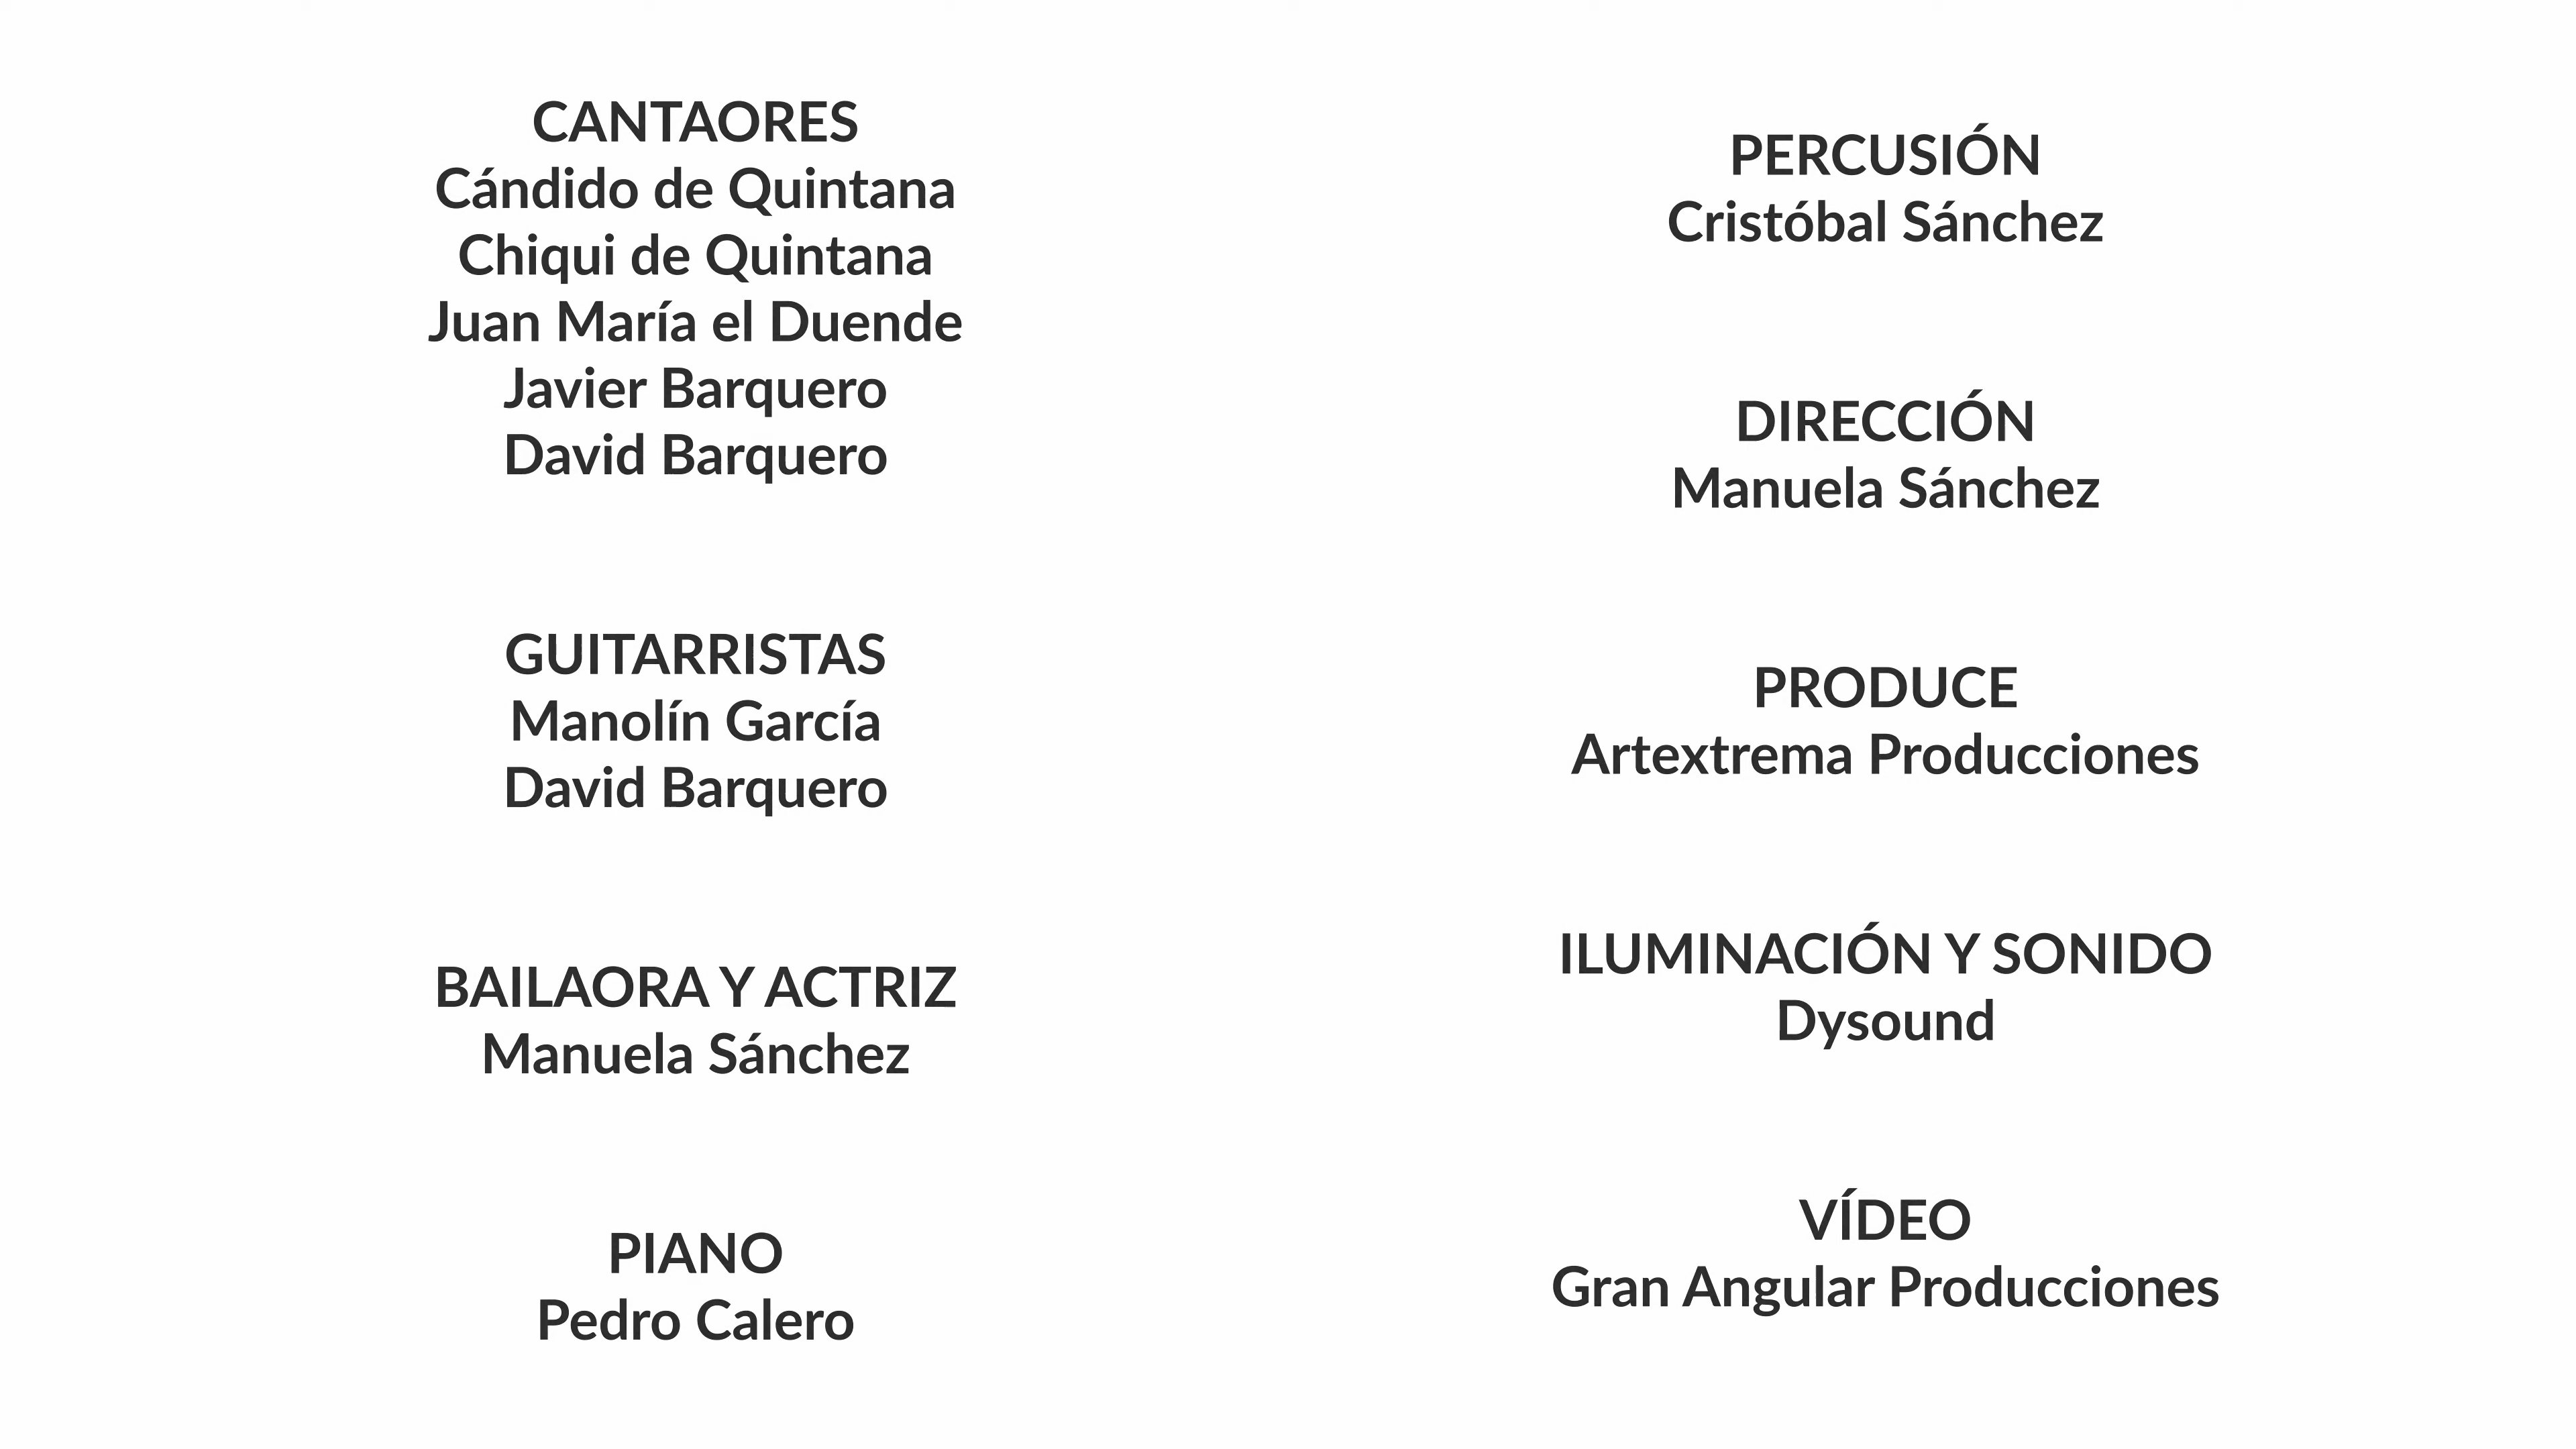 CANTAORES
Cándido de Quintana
Chiqui de Quintana
Juan María el Duende
Javier Barquero
David Barquero
GUITARRISTAS
Manolín García
David Barquero
BAILAORA Y ACTRIZ
Manuela Sánchez
PIANO
Pedro Calero
PERCUSIÓN
Cristóbal Sánchez
DIRECCIÓN
Manuela Sánchez
PRODUCE
Artextrema Producciones
ILUMINACIÓN Y SONIDO
Dysound
VÍDEO
Gran Angular Producciones